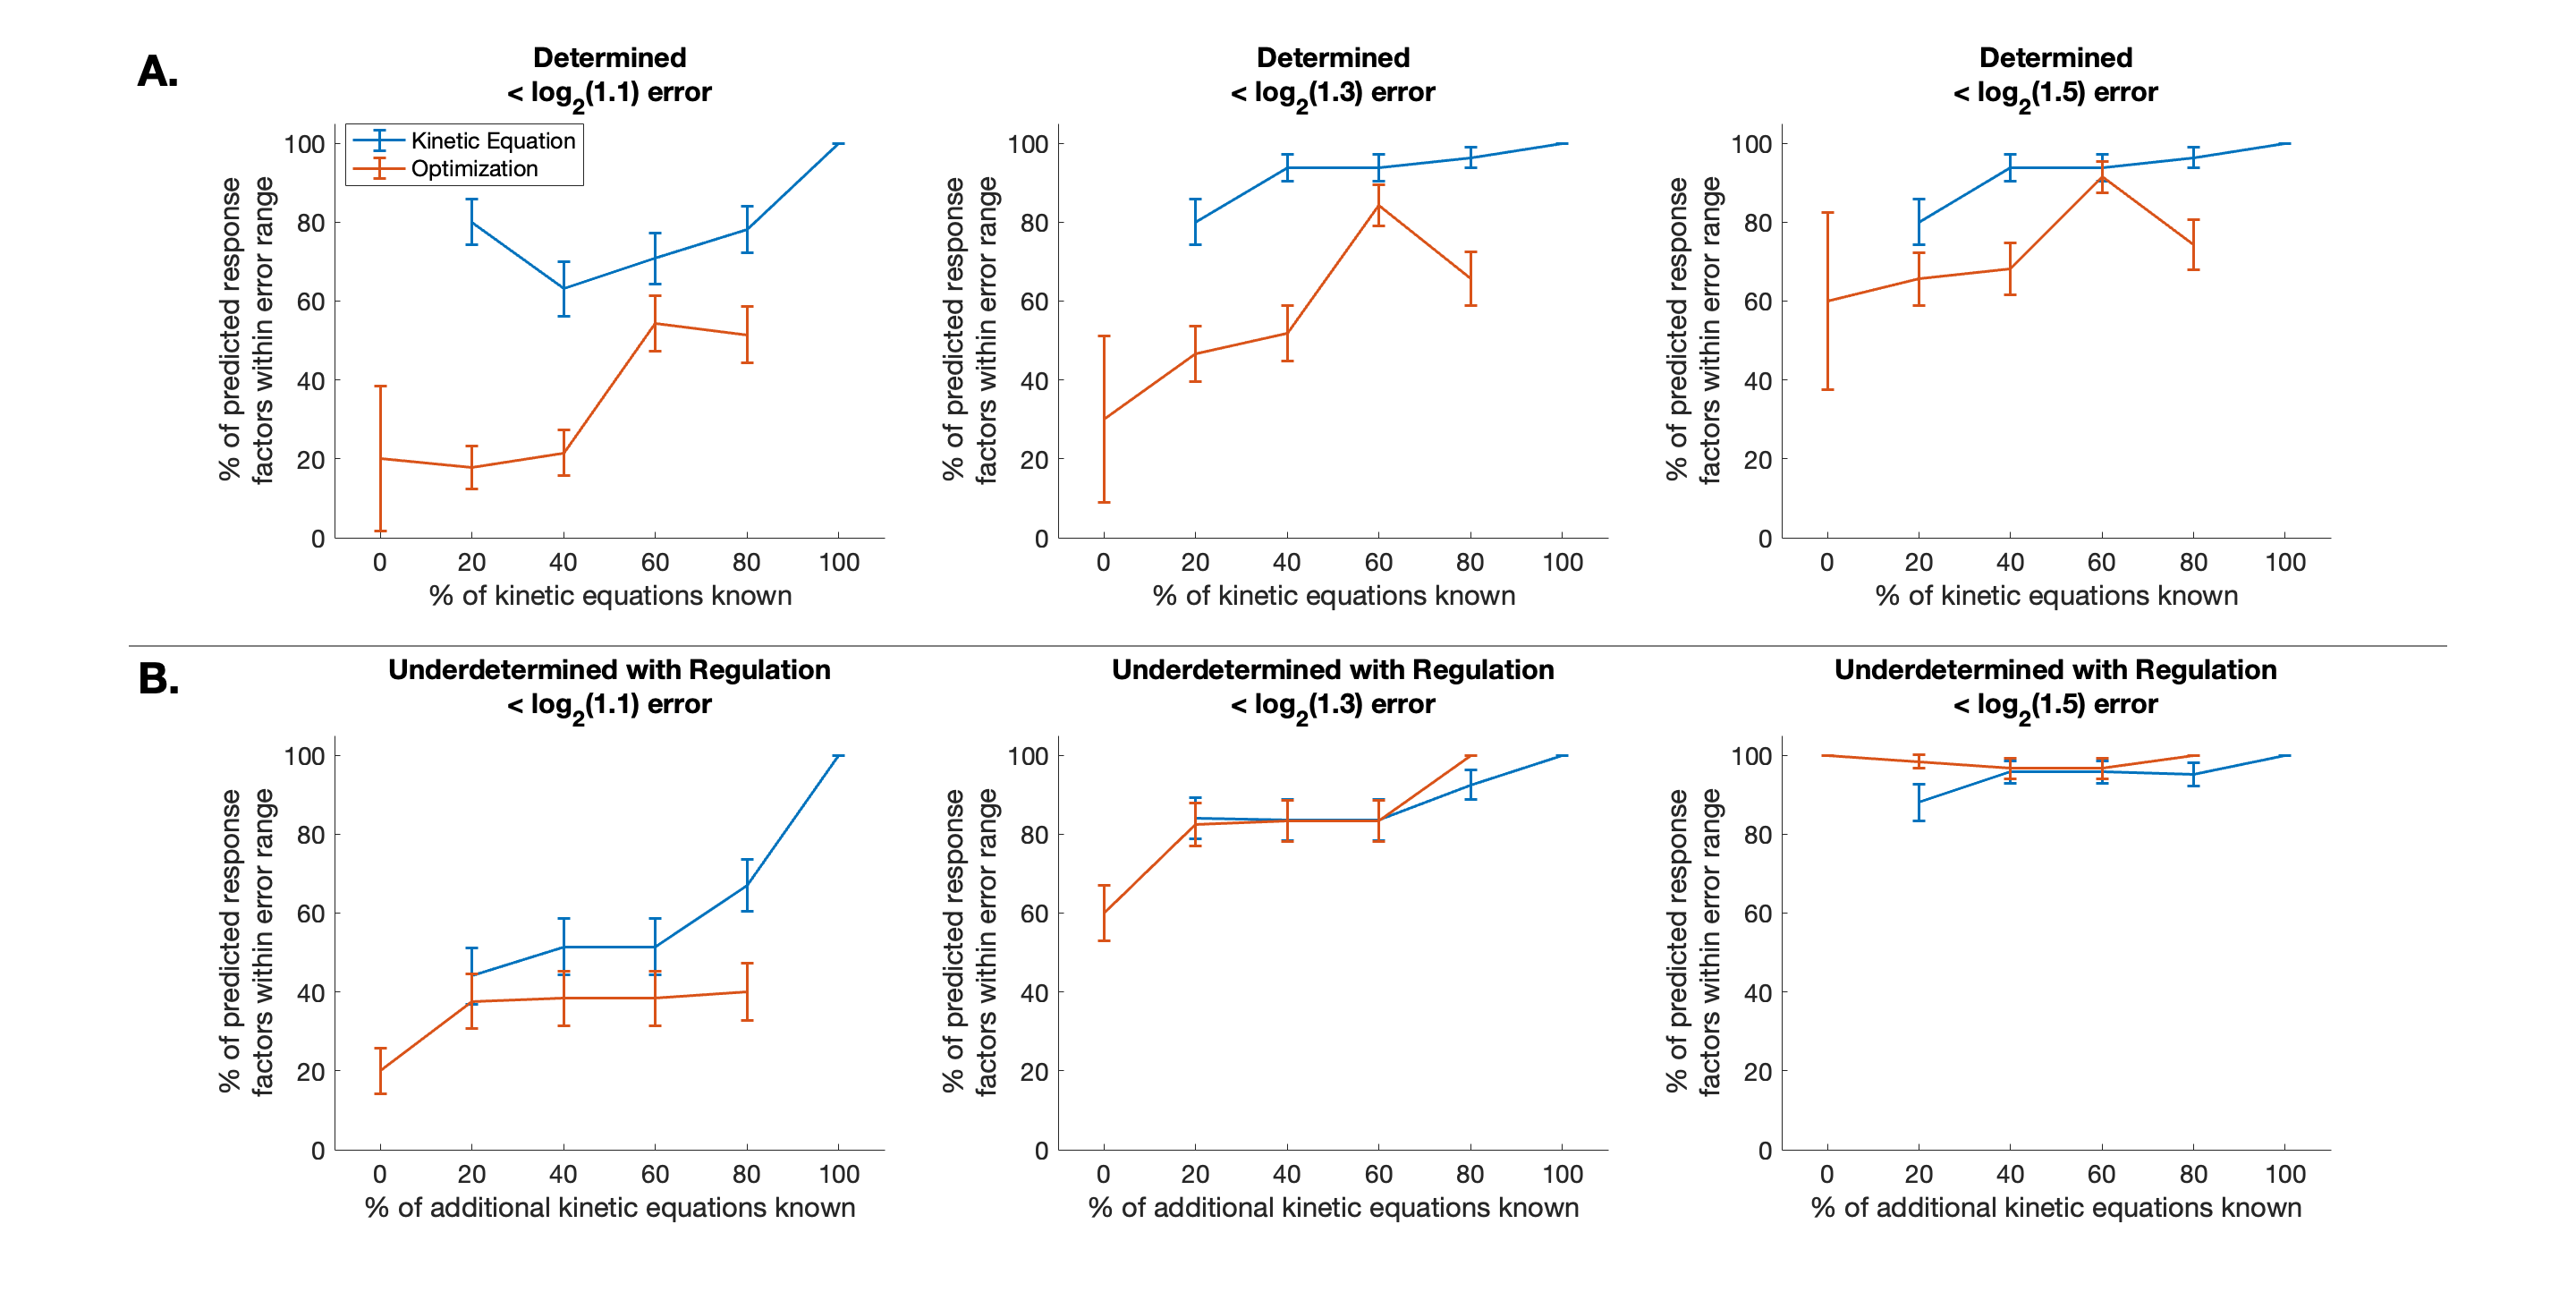 A.
Determined
< log2(1.1) error
Kinetic Equation
Optimization
% of predicted response
factors within error range
100
80
60
40
20
0
0 20 40 60 80 100
% of kinetic equations known
Determined
< log2(1.3) error
% of predicted response
factors within error range
100
80
60
40
20
0
0 20 40 60 80 100
% of kinetic equations known
Determined
< log2(1.5) error
% of predicted response
factors within error range
100
80
60
40
20
0
0 20 40 60 80 100
% of kinetic equations known
B.
Underdetermined with Regulation
< log2(1.1) error
% of predicted response
factors within error range
100
80
60
40
20
0
0 20 40 60 80 100
% of additional kinetic equations known
Underdetermined with Regulation
< log2(1.3) error
% of predicted response
factors within error range
100
80
60
40
20
0
0 20 40 60 80 100
% of additional kinetic equations known
Underdetermined with Regulation
< log2(1.5) error
% of predicted response
factors within error range
100
80
60
40
20
0
0 20 40 60 80 100
% of additional kinetic equations known